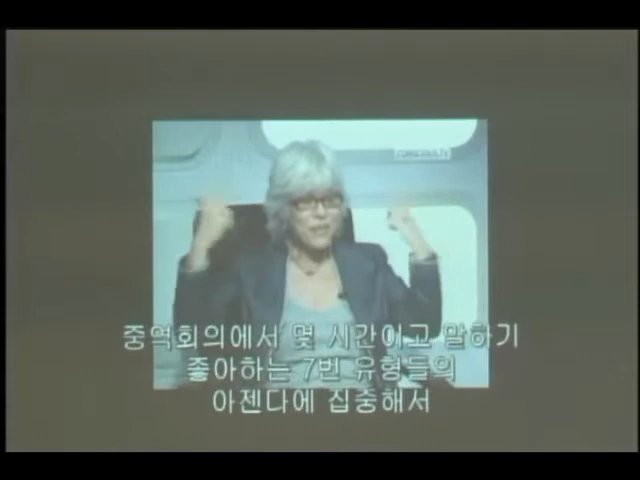 중역회의에서 몇 시간이고 말하기
좋아하는 7번 유형들의
아젠다에 집중해서